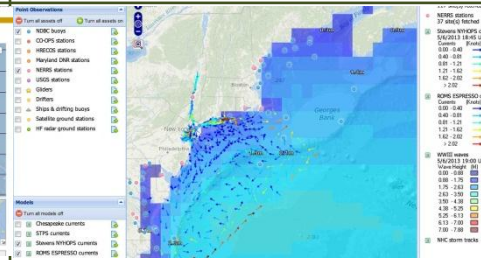 Point Observations
Turn all assets off
Turn all assets on
NDBC buoys
CO-OPS stations
HRECOS stations
Maryland DNR stations
NERRS stations
USGS stations
Gliders
Drifters
Ships & drifting buoys
Satellite ground stations
HF radar ground stations
Models
Turn all models off
Chesapeake currents
STPS currents
Stevens NYHOPS currents
ROMS ESPRESSO currents
Boston
Georges
Bank
New
Philadelphia
NERRS stations
37 site(s) fetched
Stevens NYHOPS c
5/6/2013 18:45 U
Currents (Knots)
0.00 - 0.40
0.40 - 0.81
0.81 - 1.21
1.21 - 1.62
1.62 - 2.02
> 2.02
ROMS ESPRESSO
Currents (Knots)
0.00 - 0.40
0.40 - 0.81
0.81 - 1.21
1.21 - 1.62
1.62 - 2.02
> 2.02
WWIII waves
5/6/2013 19:00 U
Wave Height (M)
0.00 - 0.88
0.88 - 1.75
1.75 - 2.63
2.63 - 3.50
3.50 - 4.38
4.38 - 5.25
5.25 - 6.13
6.13 - 7.00
7.00 - 7.88
NHC storm tracks